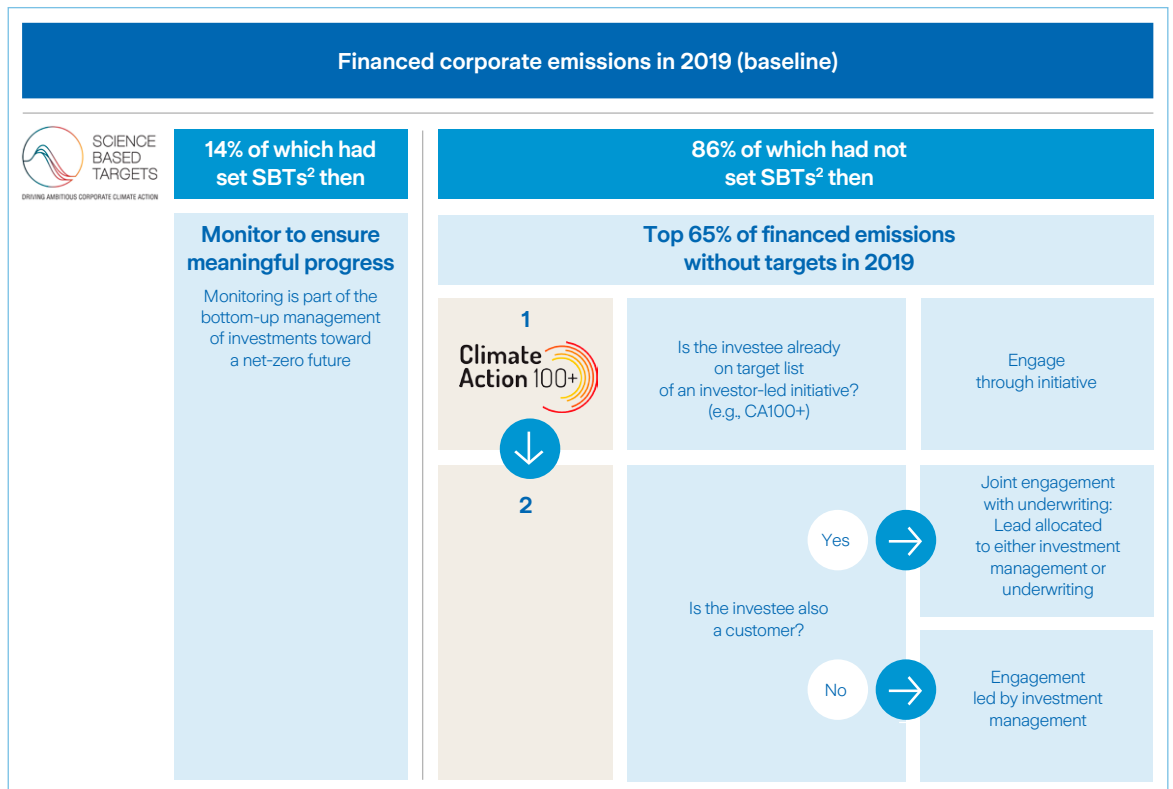 Financed corporate emissions in 2019 (baseline)
SCIENCE
BASED
TARGETS
DRIVING AMBITIOUS CORPORATE CLIMATE ACTION
14% of which had
set SBTs² then
86% of which had not
set SBTs² then
Monitor to ensure
meaningful progress
Monitoring is part of the
bottom-up management
of investments toward
a net-zero future
Top 65% of financed emissions
without targets in 2019
1
Climate
Action 100+
Is the investee already
on target list
of an investor-led initiative?
(e.g., CA100+)
Engage
through initiative
2
Is the investee also
a customer?
Yes
Joint engagement
with underwriting:
Lead allocated
to either investment
management or
underwriting
No
Engagement
led by investment
management